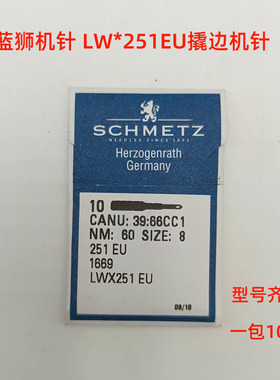 蓝狮机针 LW*251EU撬边机针
SCHMETZ
NEEDLES SINCE 1851
Herzogenrath
Germany
10
CANU: 39:66CC1
NM: 60 SIZE: 8
251 EU
1669
LWX251 EU
09/18
型号齐
一包10